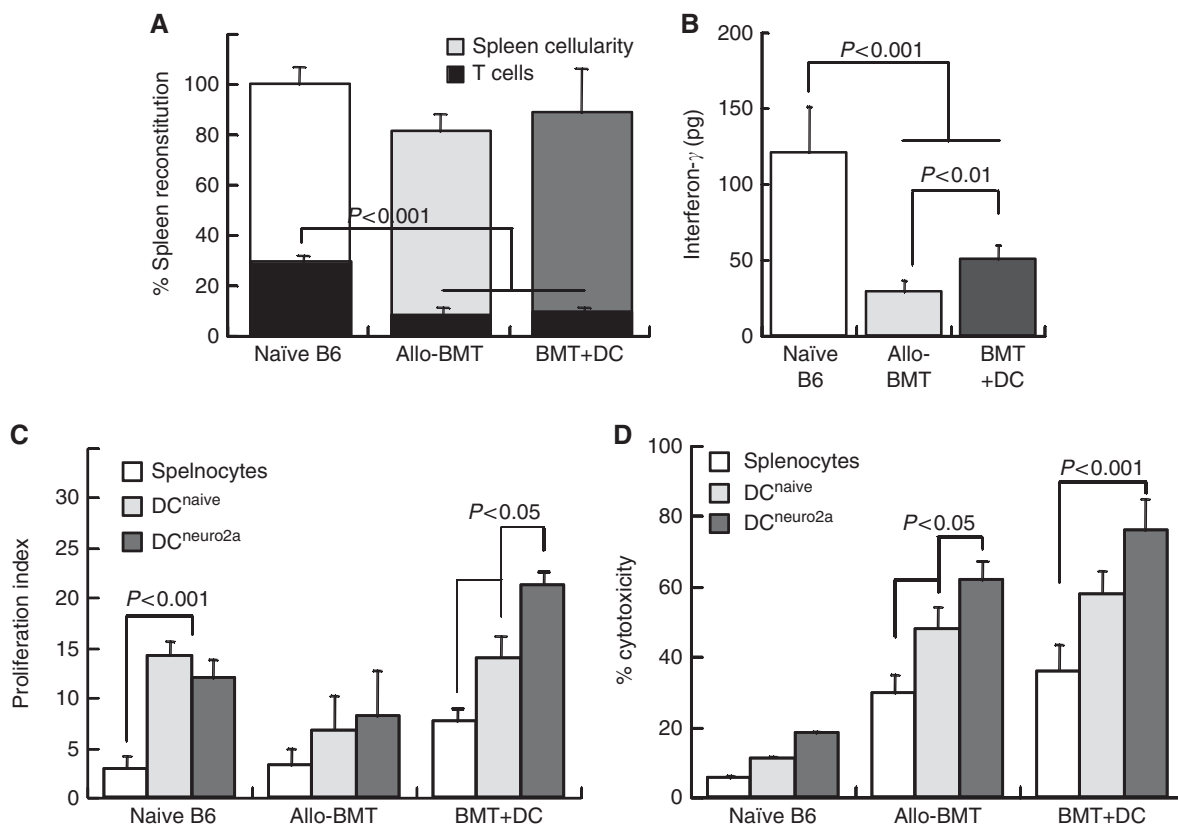 A
% Spleen reconstitution
100
80
60
40
20
0
Spleen cellularity
T cells
P<0.001
Naïve B6
Allo-BMT
BMT+DC
B
Interferon-γ (pg)
200
150
100
50
0
P<0.001
P<0.01
Naïve
B6
Allo-
BMT
BMT
+DC
C
Proliferation index
30
25
20
15
10
5
0
Spelnocytes
DCnaive
DCneuro2a
P<0.001
P<0.05
Naive B6
Allo-BMT
BMT+DC
D
% cytotoxicity
100
80
60
40
20
0
Splenocytes
DCnaive
DCneuro2a
P<0.05
P<0.001
Naïve B6
Allo-BMT
BMT+DC